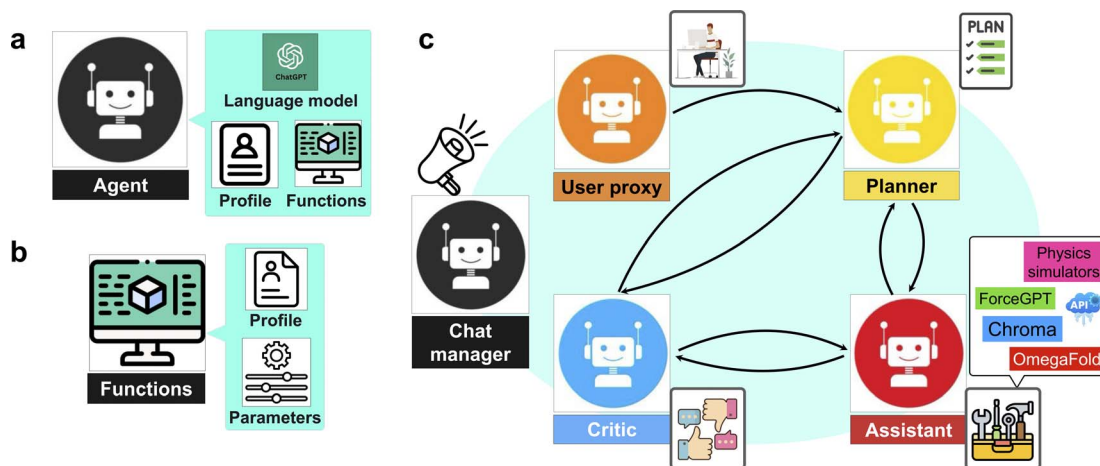 a
ChatGPT
Language model
Agent
Profile
Functions
b
Profile
Functions
Parameters
c
PLAN
User proxy
Planner
Chat
manager
Physics
simulators
ForceGPT
API
Chroma
OmegaFold
Critic
Assistant